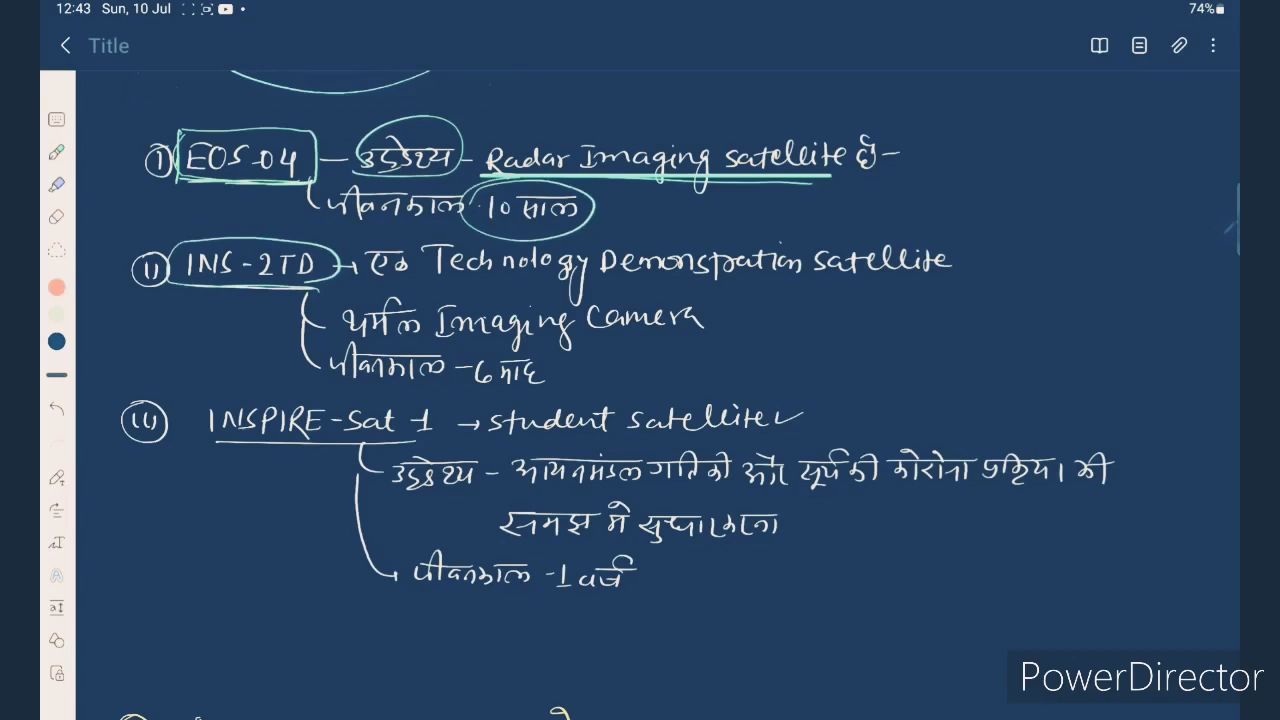 12:43 Sun, 10 Jul
74%
Title
① EOS-04 – उद्देश्य - Radar Imaging satellite है-
जीवनकाल 10 साल
② INS-2TD → एक Technology Demonstration satellite
थर्मल Imaging Camera
जीवनकाल - 6 माह
INSPIRE-Sat 1 → student satellite
उद्देश्य - आयनमंडल गतिकी और सूर्य की कोरोना प्रक्रिया की
समझ मे सुधार करना
जीवनकाल - 1 वर्ष
PowerDirector